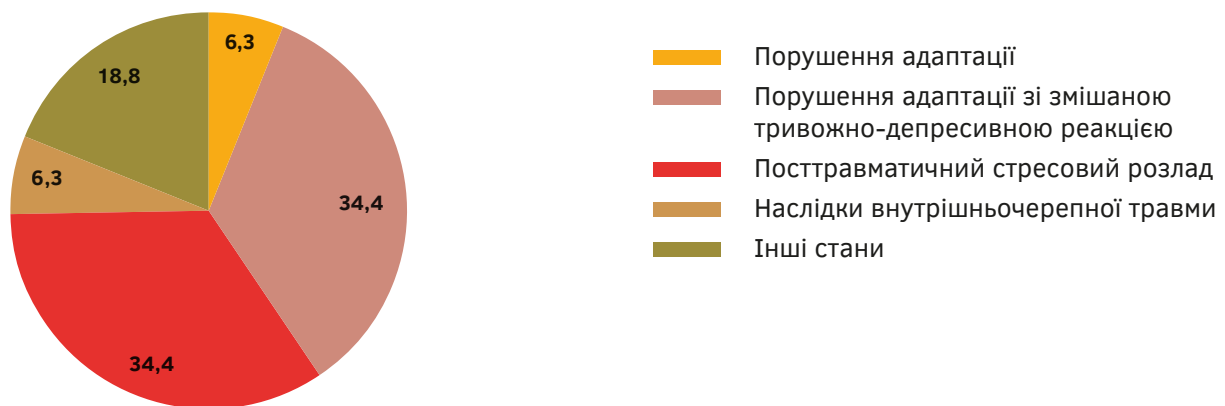 6,3
18,8
6,3
34,4
34,4
Порушення адаптації
Порушення адаптації зі змішаною
тривожно-депресивною реакцією
Посттравматичний стресовий розлад
Наслідки внутрішньочерепної травми
Інші стани